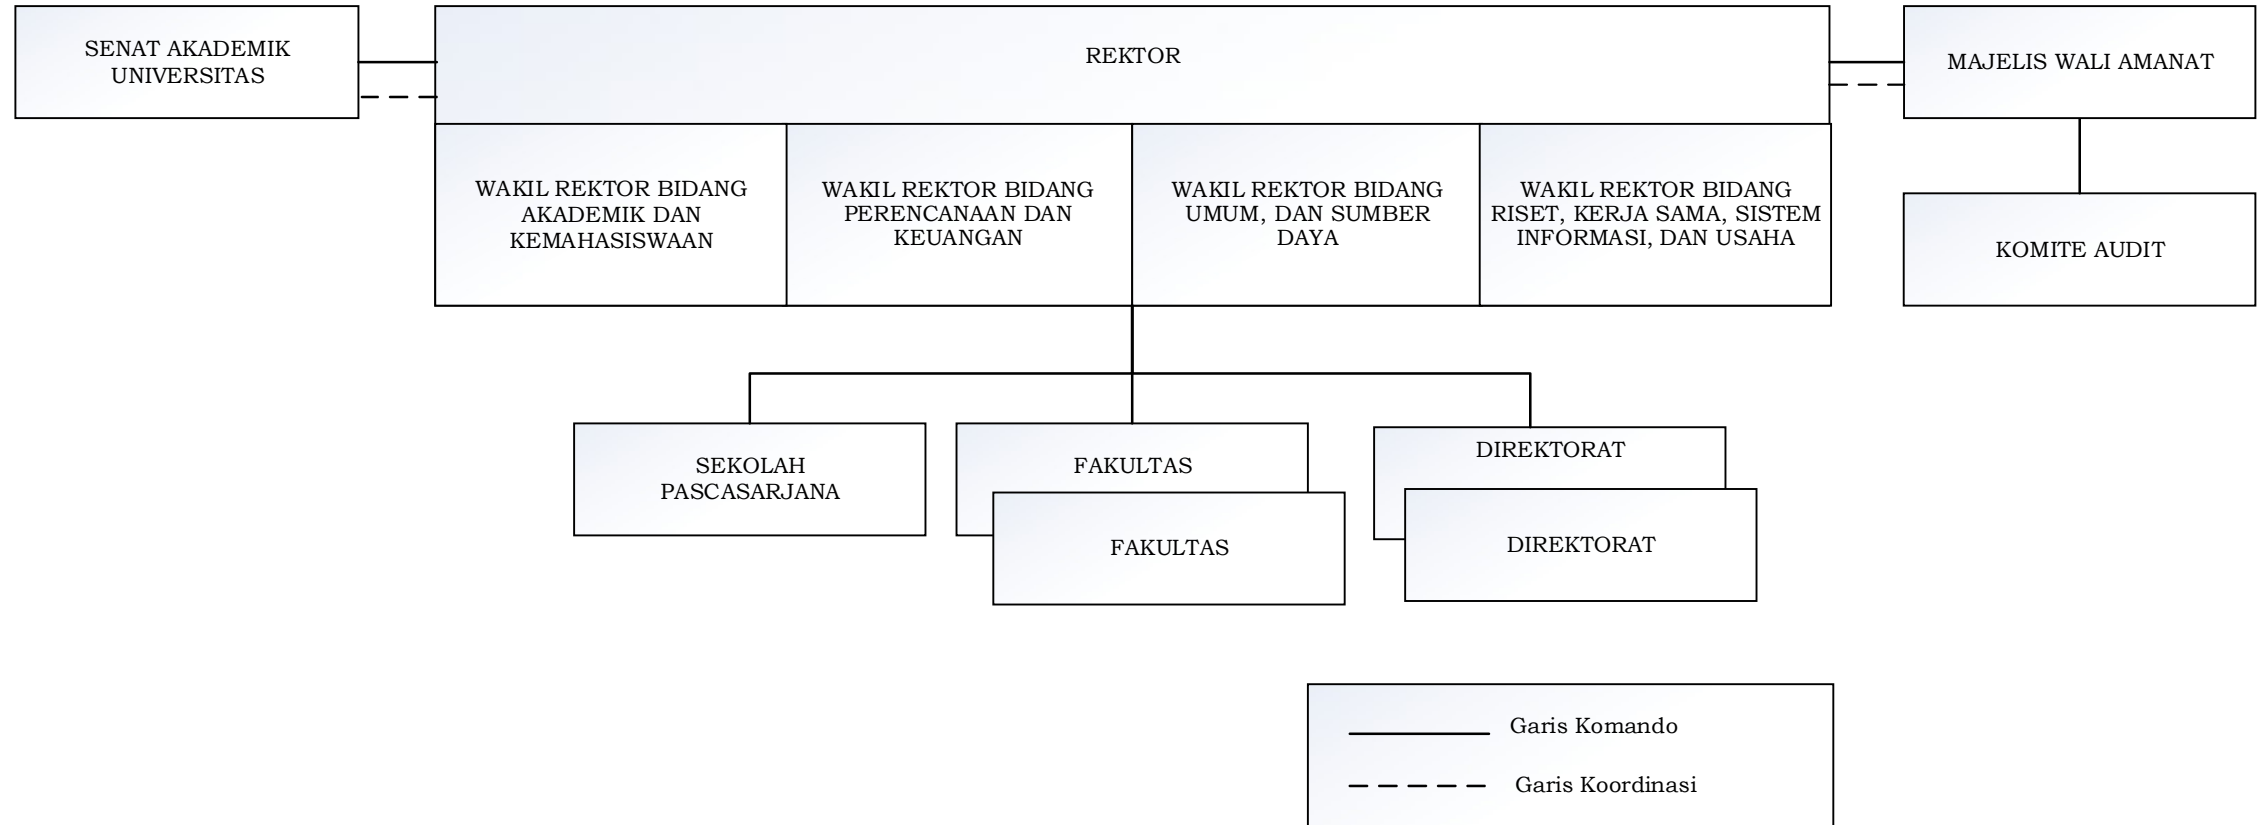 SENAT AKADEMIK
UNIVERSITAS
REKTOR
MAJELIS WALI AMANAT
WAKIL REKTOR BIDANG
AKADEMIK DAN
KEMAHASISWAAN
WAKIL REKTOR BIDANG
PERENCANAAN DAN
KEUANGAN
WAKIL REKTOR BIDANG
UMUM, DAN SUMBER
DAYA
WAKIL REKTOR BIDANG
RISET, KERJA SAMA, SISTEM
INFORMASI, DAN USAHA
KOMITE AUDIT
SEKOLAH
PASCASARJANA
FAKULTAS
FAKULTAS
DIREKTORAT
DIREKTORAT
Garis Komando
Garis Koordinasi